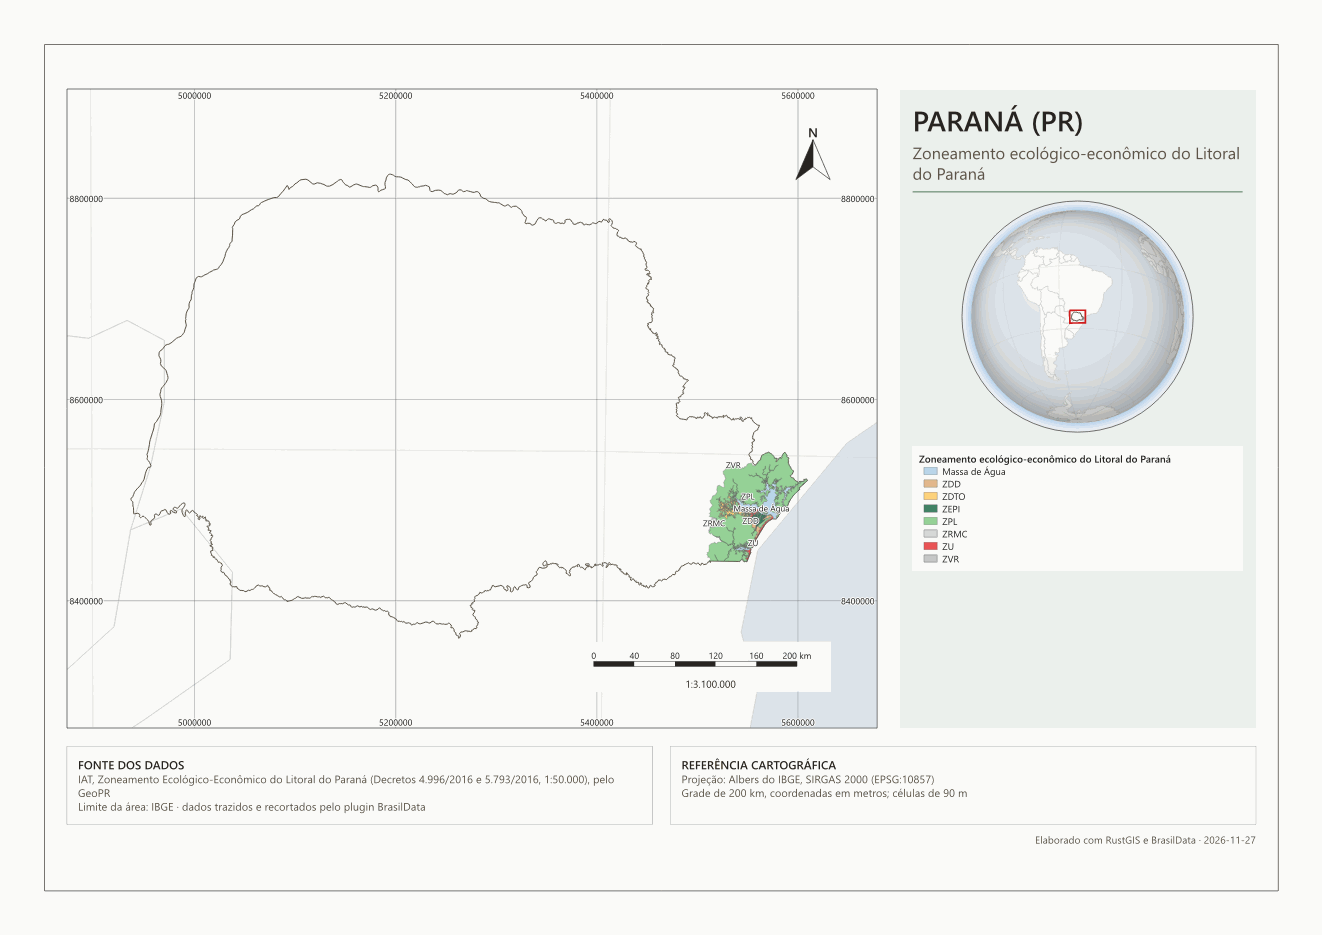 5000000 5200000 5400000 5600000
N
8800000 8800000
8600000 8600000
ZVR
ZPL
Massa de Água
ZRMC ZDD
ZU
8400000 8400000
0 40 80 120 160 200 km
1:3.100.000
5000000 5200000 5400000 5600000
PARANÁ (PR)
Zoneamento ecológico-econômico do Litoral
do Paraná
Zoneamento ecológico-econômico do Litoral do Paraná
Massa de Água
ZDD
ZDTO
ZEPI
ZPL
ZRMC
ZU
ZVR
FONTE DOS DADOS
IAT, Zoneamento Ecológico-Econômico do Litoral do Paraná (Decretos 4.996/2016 e 5.793/2016, 1:50.000), pelo
GeoPR
Limite da área: IBGE · dados trazidos e recortados pelo plugin BrasilData
REFERÊNCIA CARTOGRÁFICA
Projeção: Albers do IBGE, SIRGAS 2000 (EPSG:10857)
Grade de 200 km, coordenadas em metros; células de 90 m
Elaborado com RustGIS e BrasilData · 2026-11-27